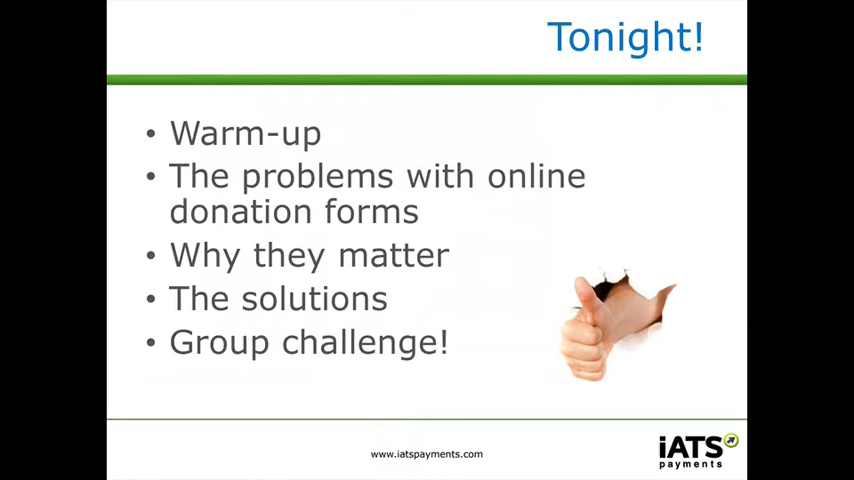 Tonight!
• Warm-up
• The problems with online
donation forms
• Why they matter
• The solutions
• Group challenge!
www.iatspayments.com
iATS
payments